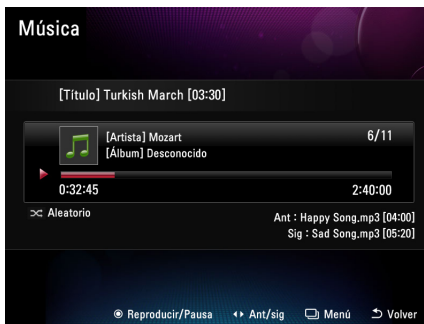 Música
[Título] Turkish March [03:30]
[Artista] Mozart
6/11
[Álbum] Desconocido
0:32:45
2:40:00
Aleatorio
Ant : Happy Song.mp3 [04:00]
Sig : Sad Song.mp3 [05:20]
Reproducir/Pausa Ant/sig Menú Volver